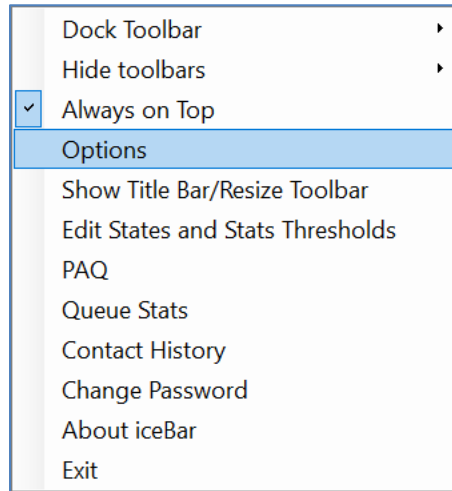 Dock Toolbar
Hide toolbars
Always on Top
Options
Show Title Bar/Resize Toolbar
Edit States and Stats Thresholds
PAQ
Queue Stats
Contact History
Change Password
About iceBar
Exit